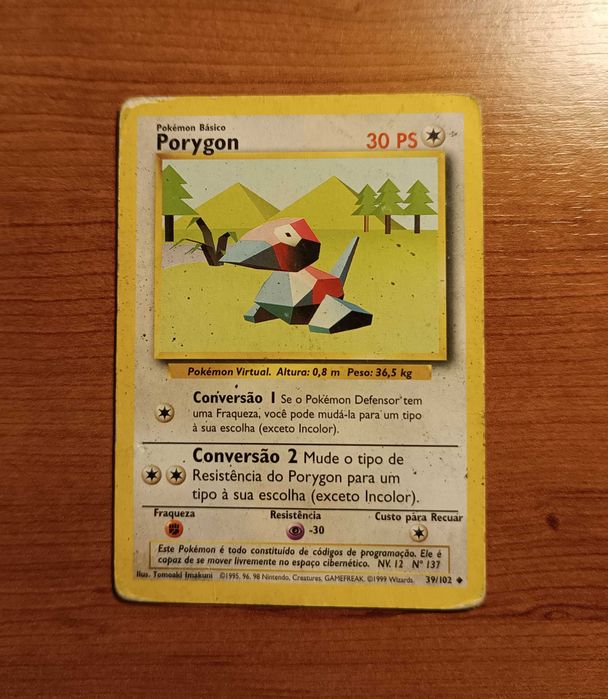 Pokémon Básico
Porygon
30 PS
Pokémon Virtual. Altura: 0,8 m Peso: 36,5 kg
Conversão 1 Se o Pokémon Defensor tem
uma Fraqueza, você pode mudá-la para um tipo
à sua escolha (exceto Incolor).
Conversão 2 Mude o tipo de
Resistência do Porygon para um
tipo à sua escolha (exceto Incolor).
Fraqueza Resistência Custo para Recuar
-30
Este Pokémon é todo constituído de códigos de programação. Ele é
capaz de se mover livremente no espaço cibernético. NV. 12 Nº 137
Ilus. Tomoaki Imakuni ©1995, 96, 98 Nintendo, Creatures, GAMEFREAK. ©1999 Wizards. 39/102